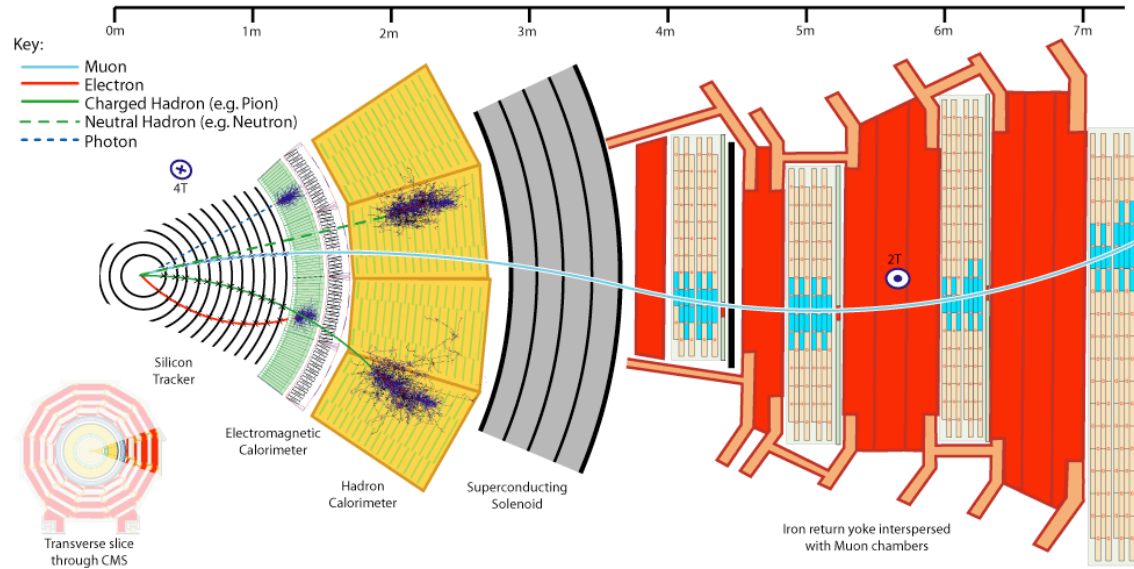 0m 1m 2m 3m 4m 5m 6m 7m
Key:
Muon
Electron
Charged Hadron (e.g. Pion)
Neutral Hadron (e.g. Neutron)
Photon
4T
2T
Silicon
Tracker
Electromagnetic
Calorimeter
Hadron
Calorimeter
Superconducting
Solenoid
Iron return yoke interspersed
with Muon chambers
Transverse slice
through CMS